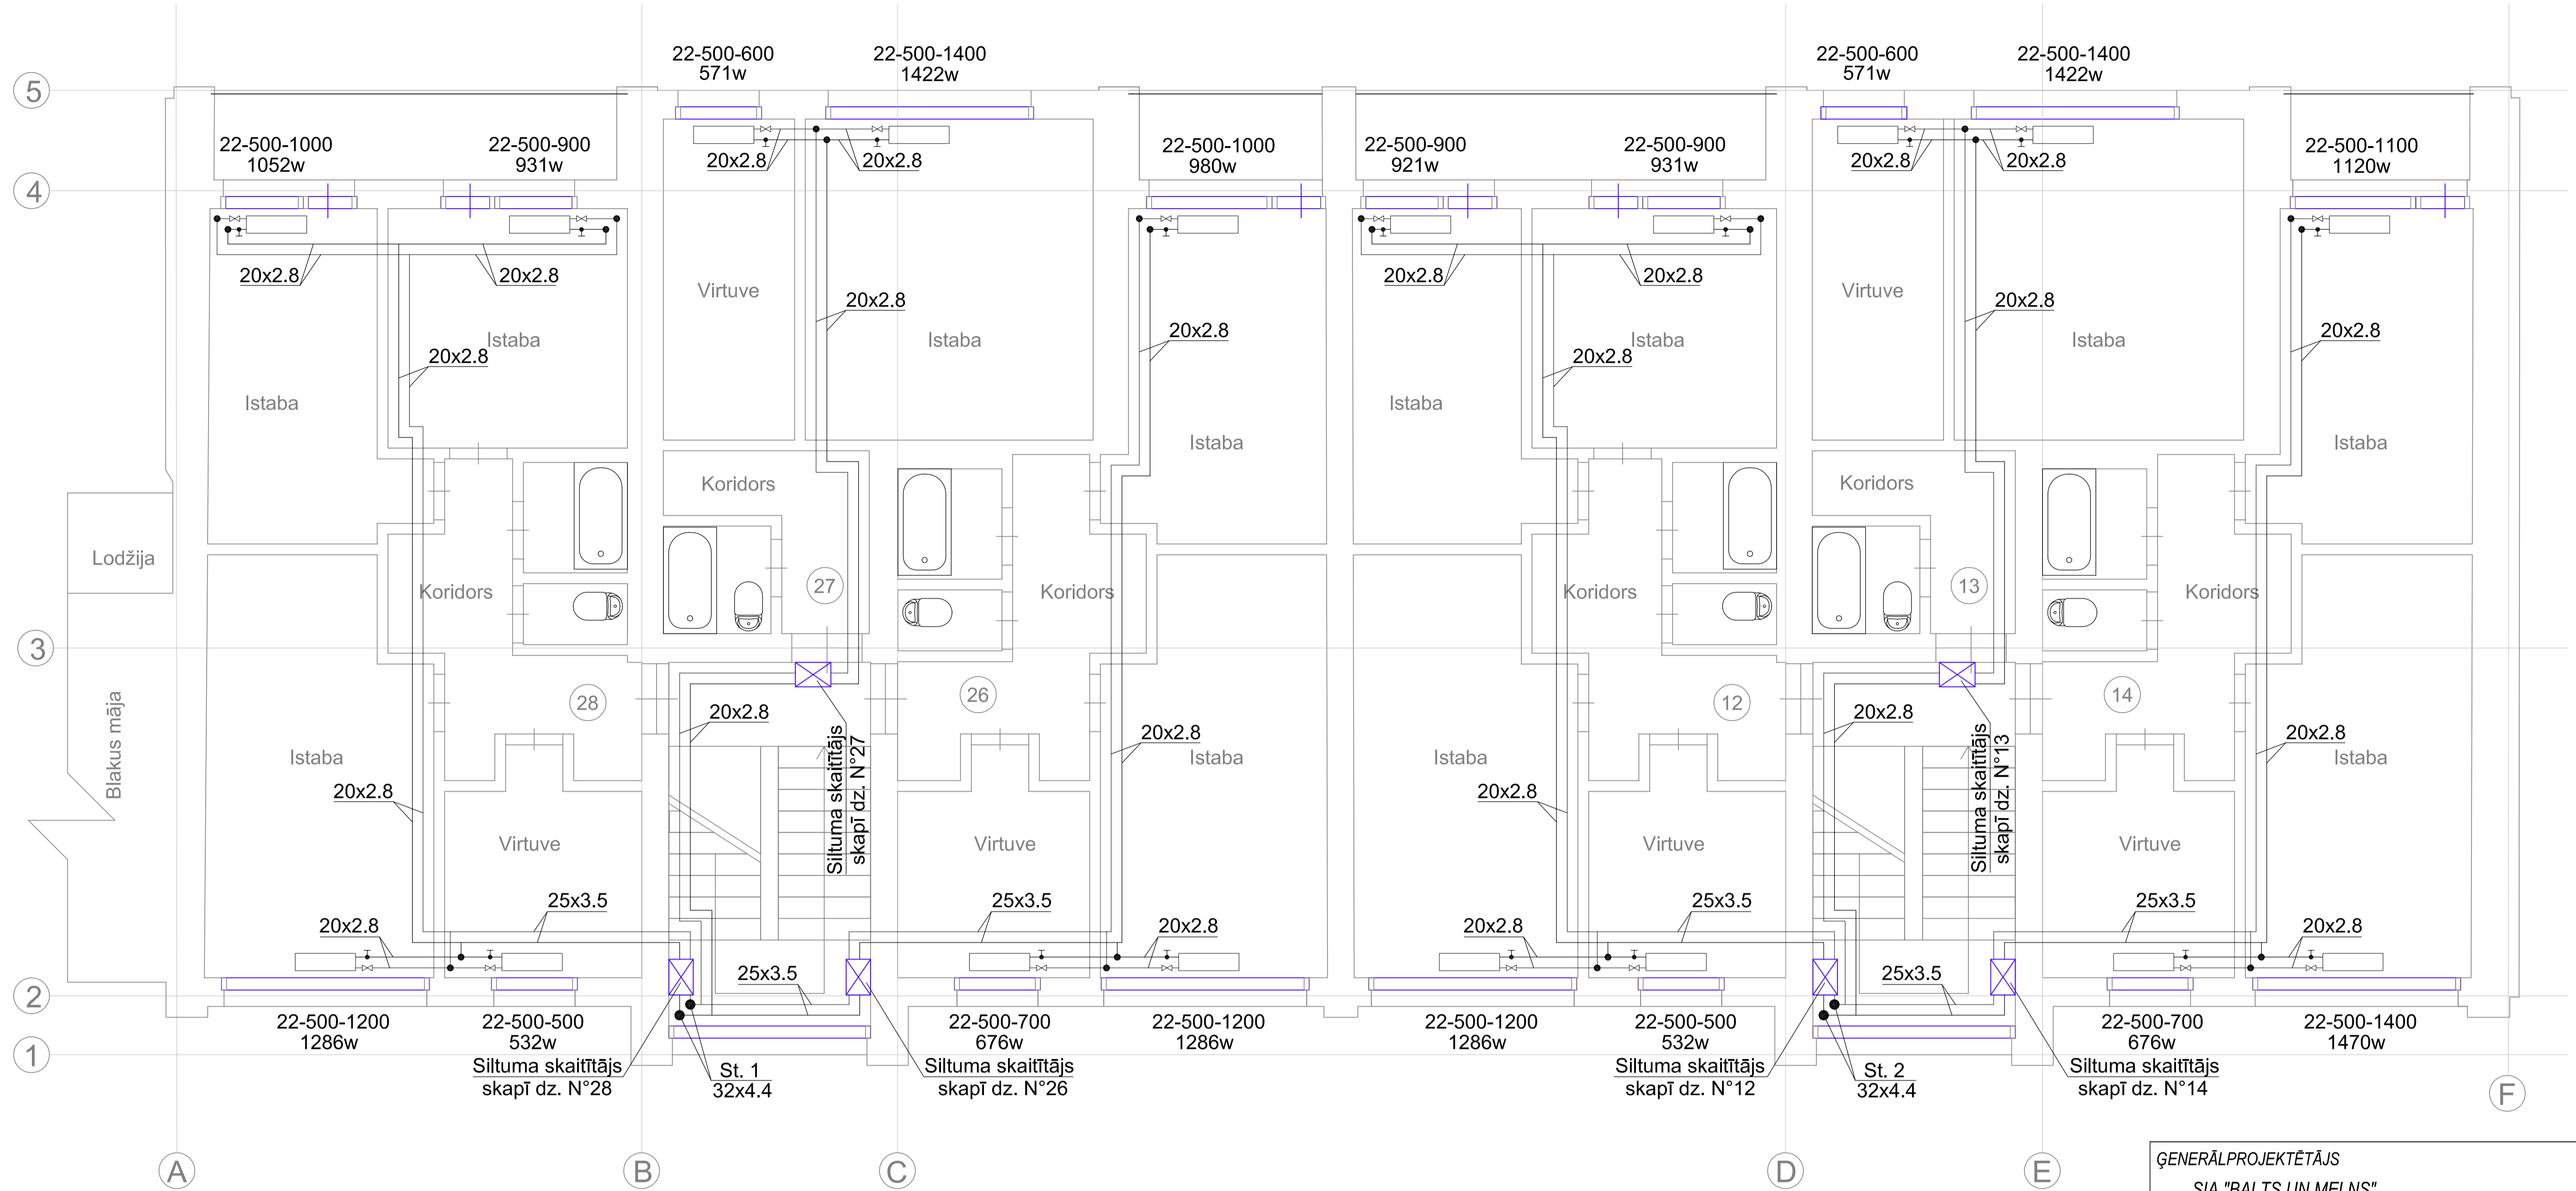 22-500-600
571w
22-500-1400
1422w
22-500-600
571w
22-500-1400
1422w
5
22-500-1000
1052w
22-500-900
931w
20x2.8
20x2.8
22-500-1000
980w
22-500-900
921w
22-500-900
931w
20x2.8
20x2.8
22-500-1100
1120w
4
20x2.8
20x2.8
20x2.8
20x2.8
Virtuve
Virtuve
20x2.8
20x2.8
20x2.8
20x2.8
Istaba
Istaba
Istaba
Istaba
20x2.8
20x2.8
Istaba
Istaba
Istaba
Istaba
Koridors
Koridors
Lodžija
Koridors
27
Koridors
Koridors
13
Koridors
3
28
26
12
14
20x2.8
20x2.8
20x2.8
20x2.8
Blakus māja
Siltuma skaitītājs
skapī dz. N°27
Siltuma skaitītājs
skapī dz. N°13
Istaba
Istaba
Istaba
Istaba
20x2.8
20x2.8
Virtuve
Virtuve
Virtuve
Virtuve
25x3.5
25x3.5
25x3.5
25x3.5
20x2.8
20x2.8
20x2.8
20x2.8
25x3.5
25x3.5
2
22-500-1200
1286w
22-500-500
532w
22-500-700
676w
22-500-1200
1286w
22-500-1200
1286w
22-500-500
532w
22-500-700
676w
22-500-1400
1470w
1
Siltuma skaitītājs
skapī dz. N°28
St. 1
32x4.4
Siltuma skaitītājs
skapī dz. N°26
Siltuma skaitītājs
skapī dz. N°12
St. 2
32x4.4
Siltuma skaitītājs
skapī dz. N°14
F
A
B
C
D
E
ĢENERĀLPROJEKTĒTĀJS
SIA "BALTS UN MELNS"